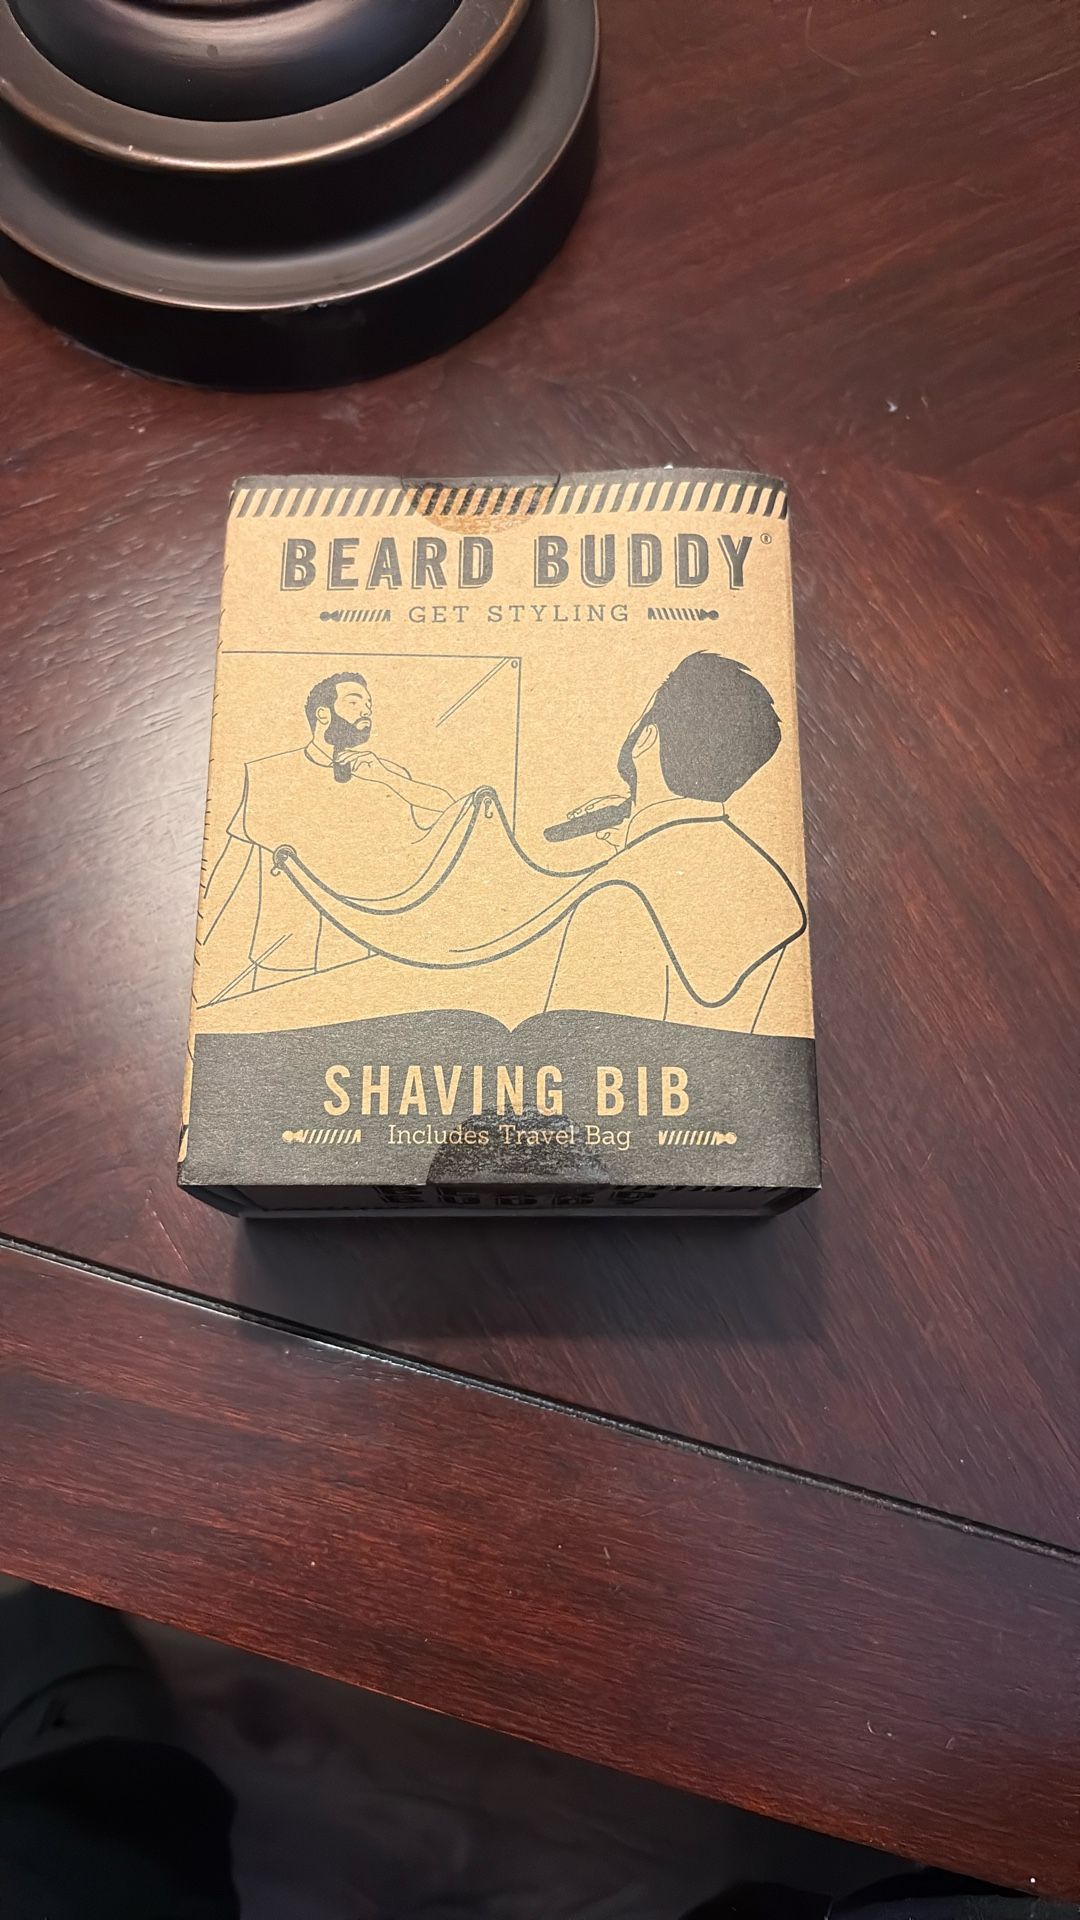 BEARD BUDDY®
GET STYLING
SHAVING BIB
Includes Travel Bag